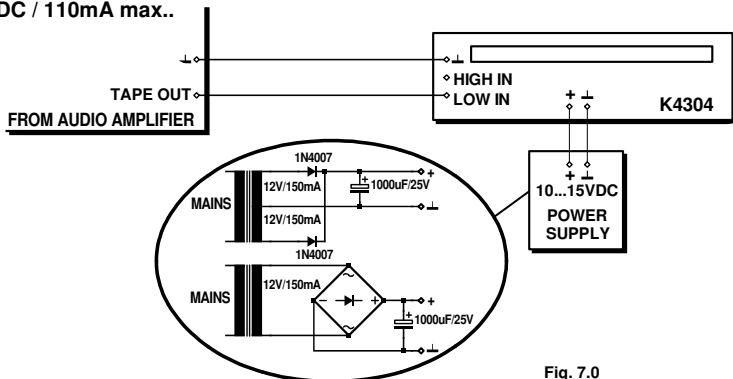 DC / 110mA max..
HIGH IN
TAPE OUT
LOW IN
FROM AUDIO AMPLIFIER
+
K4304
+
10...15VDC
POWER
SUPPLY
1N4007
12V/150mA
+
+
1000uF/25V
MAINS
12V/150mA
1N4007
12V/150mA
MAINS
~
- +
+
+
1000uF/25V
~
Fig. 7.0